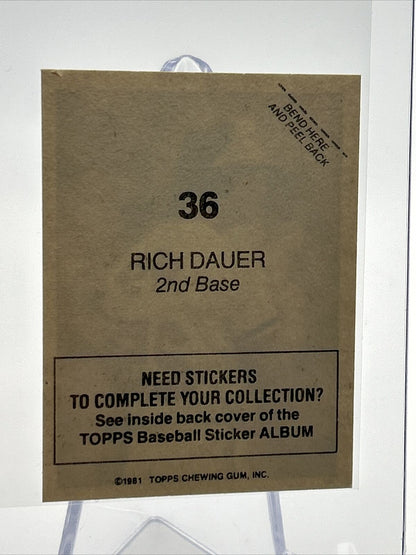 BEND HERE
AND PEEL BACK
36
RICH DAUER
2nd Base
NEED STICKERS
TO COMPLETE YOUR COLLECTION?
See inside back cover of the
TOPPS Baseball Sticker ALBUM
©1981 TOPPS CHEWING GUM, INC.